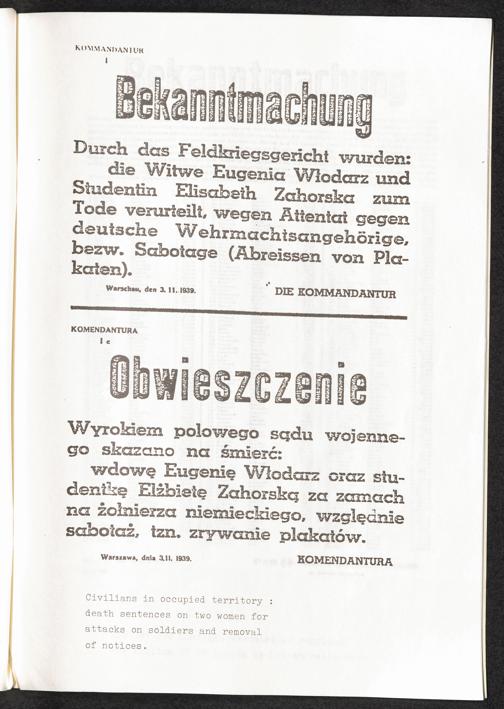 KOMMANDANTUR
I
Bekanntmachung
Durch das Feldkriegsgericht wurden:
die Witwe Eugenia Włodarz und
Studentin Elisabeth Zahorska zum
Tode verurteilt, wegen Attentat gegen
deutsche Wehrmachtsangehörige,
bezw. Sabotage (Abreissen von Pla-
katen).
Warschau, den 3. 11. 1939.
DIE KOMMANDANTUR
KOMENDANTURA
I c
Obwieszczenie
Wyrokiem polowego sądu wojenne-
go skazano na śmierć:
wdowę Eugenię Włodarz oraz stu-
dentkę Elżbietę Zahorską za zamach
na żołnierza niemieckiego, względnie
sabotaż, tzn. zrywanie plakatów.
Warszawa, dnia 3.11. 1939.
KOMENDANTURA
Civilians in occupied territory :
death sentences on two women for
attacks on soldiers and removal
of notices.